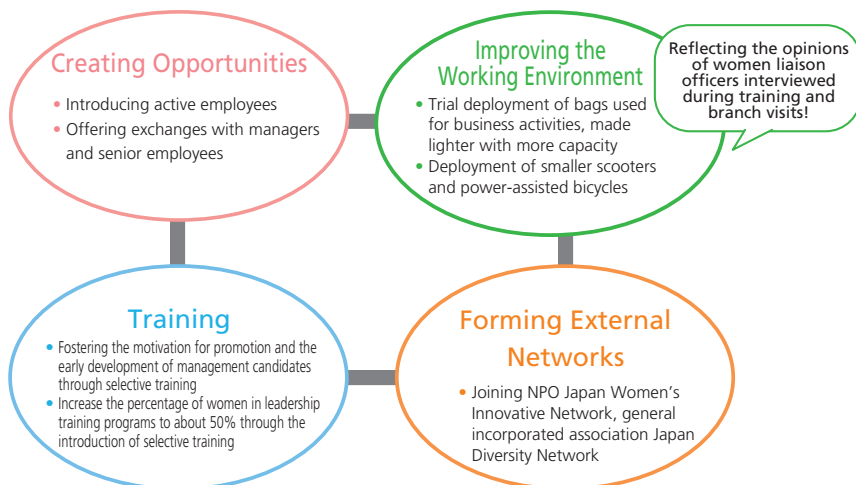 Creating Opportunities
• Introducing active employees
• Offering exchanges with managers
and senior employees
Improving the
Working Environment
• Trial deployment of bags used
for business activities, made
lighter with more capacity
• Deployment of smaller scooters
and power-assisted bicycles
Reflecting the opinions
of women liaison
officers interviewed
during training and
branch visits!
Training
• Fostering the motivation for promotion and the
early development of management candidates
through selective training
• Increase the percentage of women in leadership
training programs to about 50% through the
introduction of selective training
Forming External
Networks
• Joining NPO Japan Women’s
Innovative Network, general
incorporated association Japan
Diversity Network